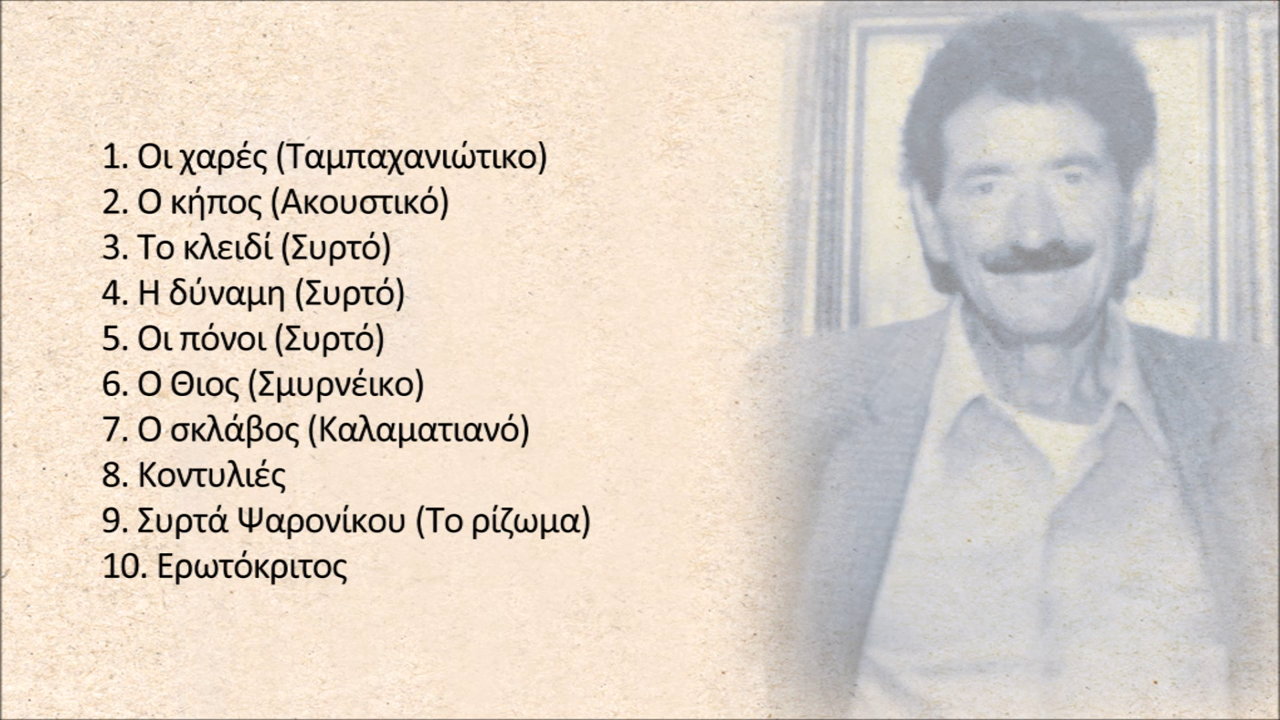 1. Οι χαρές (Ταμπαχανιώτικο)
2. Ο κήπος (Ακουστικό)
3. Το κλειδί (Συρτό)
4. Η δύναμη (Συρτό)
5. Οι πόνοι (Συρτό)
6. Ο Θιος (Σμυρνέικο)
7. Ο σκλάβος (Καλαματιανό)
8. Κοντυλιές
9. Συρτά Ψαρονίκου (Το ρίζωμα)
10. Ερωτόκριτος